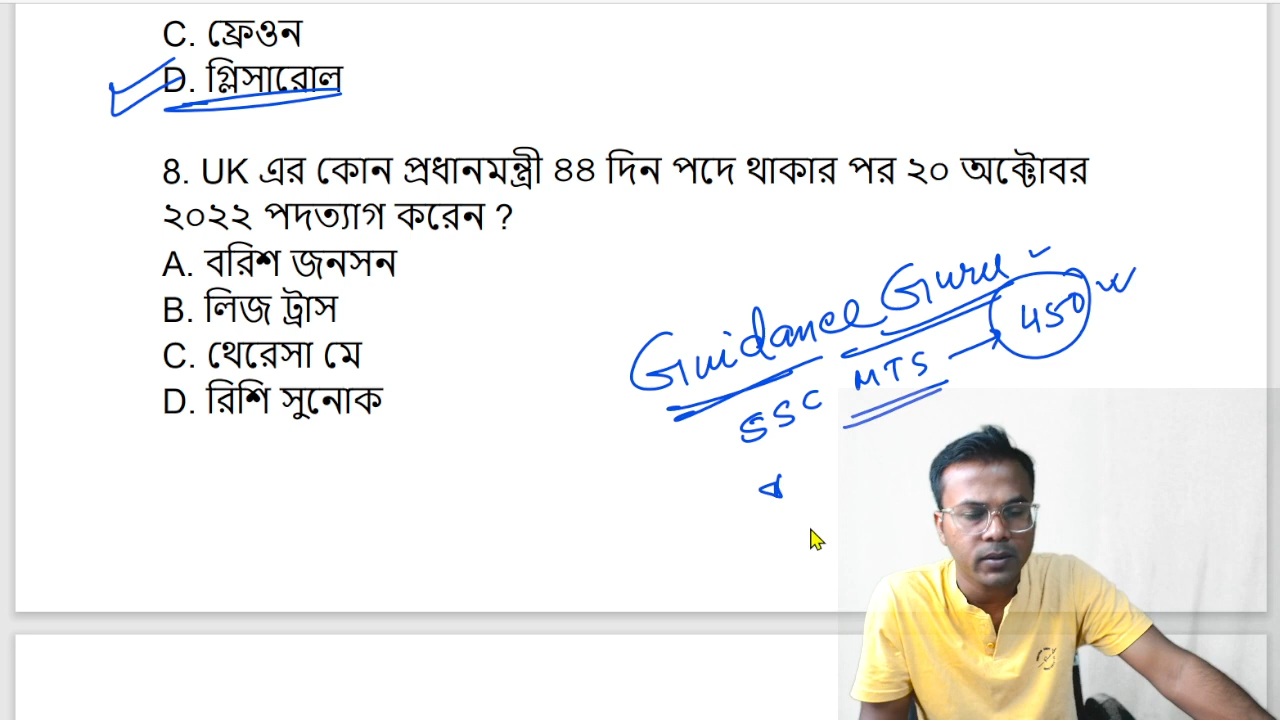 C. ফ্রেওন
D. গ্লিসারোল
8. UK এর কোন প্রধানমন্ত্রী ৪৪ দিন পদে থাকার পর ২০ অক্টোবর
২০২২ পদত্যাগ করেন ?
A. বরিশ জনসন
B. লিজ ট্রাস
C. থেরেসা মে
D. রিশি সুনোক
Guidance Guru
SSC MTS → 450